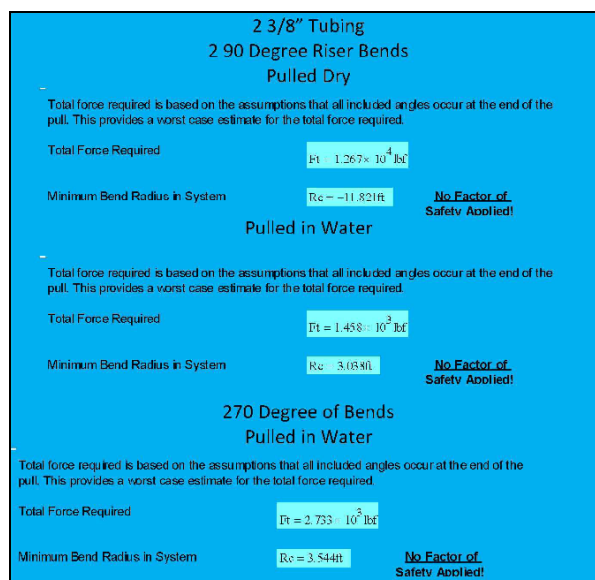 2 3/8” Tubing
2 90 Degree Riser Bends
Pulled Dry
Total force required is based on the assumptions that all included angles occur at the end of the
pull. This provides a worst case estimate for the total force required.
Total Force Required Ft = 1.267× 10^4 lbf
Minimum Bend Radius in System Rc = −11.821ft No Factor of
Safety Applied!
Pulled in Water
Total force required is based on the assumptions that all included angles occur at the end of the
pull. This provides a worst case estimate for the total force required.
Total Force Required Ft = 1.458× 10^3 lbf
Minimum Bend Radius in System Rc = 3.038ft No Factor of
Safety Applied!
270 Degree of Bends
Pulled in Water
Total force required is based on the assumptions that all included angles occur at the end of the
pull. This provides a worst case estimate for the total force required.
Total Force Required Ft = 2.733× 10^3 lbf
Minimum Bend Radius in System Rc = 3.544ft No Factor of
Safety Applied!